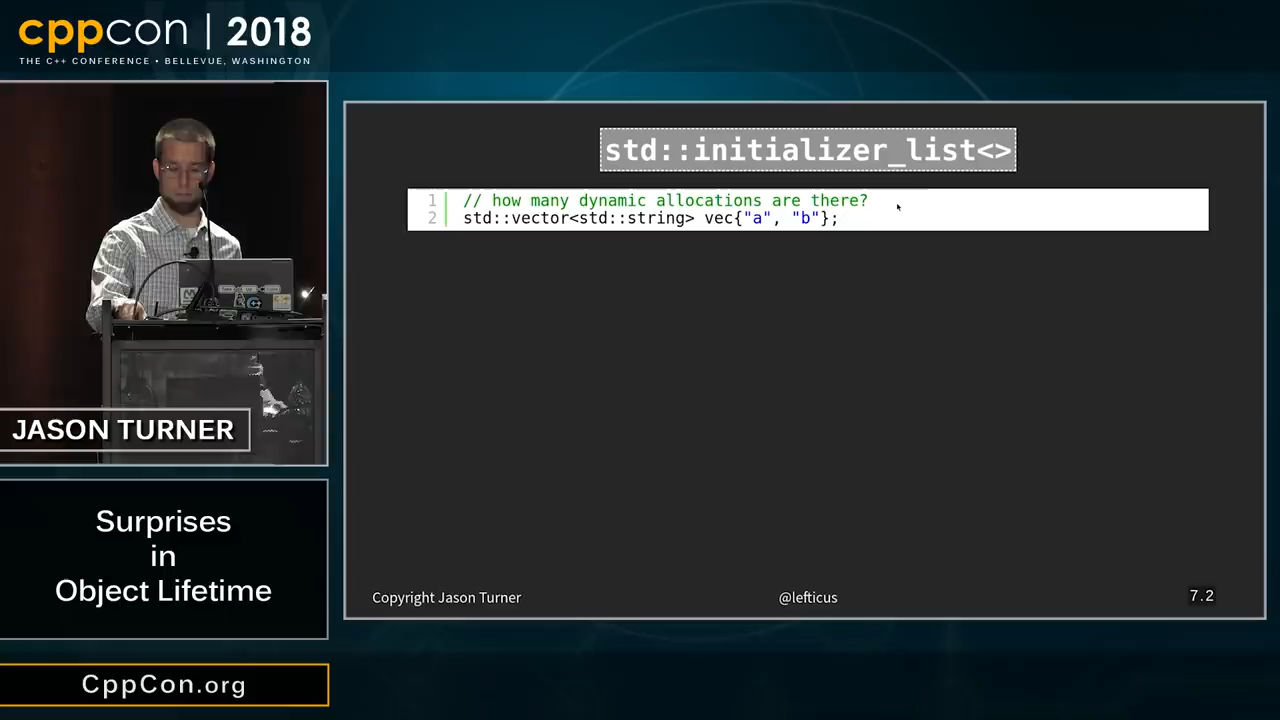 cppcon | 2018
THE C++ CONFERENCE • BELLEVUE, WASHINGTON
JASON TURNER
Surprises
in
Object Lifetime
CppCon.org
std::initializer_list<>
1 // how many dynamic allocations are there?
2 std::vector<std::string> vec{"a", "b"};
Copyright Jason Turner
@lefticus
7.2